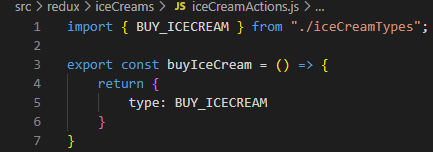 src > redux > iceCreams > JS iceCreamActions.js > ...
1 import { BUY_ICECREAM } from "./iceCreamTypes";
2
3 export const buyIceCream = () => {
4 return {
5 type: BUY_ICECREAM
6 }
7 }